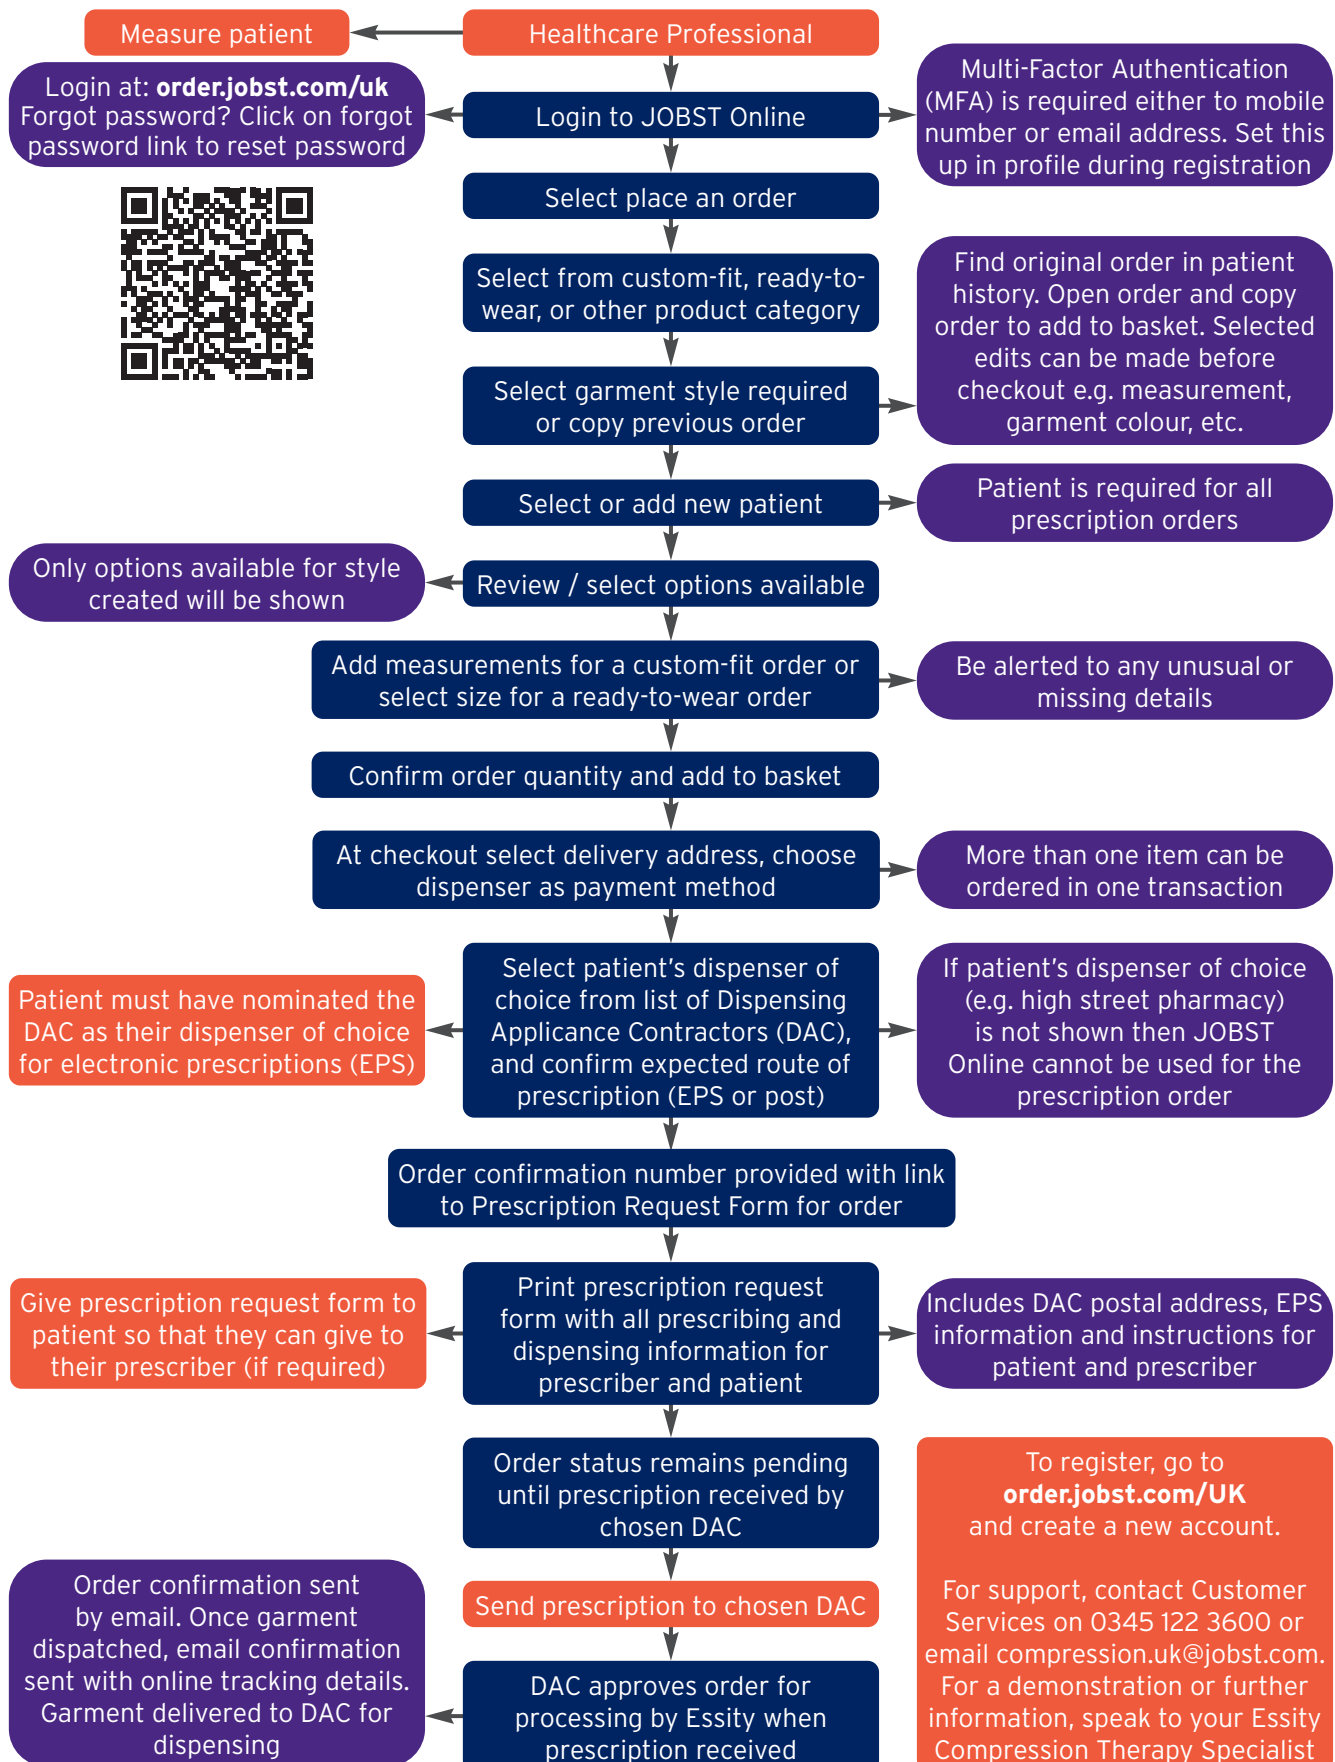 Measure patient
Healthcare Professional
Login at: order.jobst.com/uk
Forgot password? Click on forgot
password link to reset password
Login to JOBST Online
Multi-Factor Authentication
(MFA) is required either to mobile
number or email address. Set this
up in profile during registration
Select place an order
Select from custom-fit, ready-to-
wear, or other product category
Select garment style required
or copy previous order
Find original order in patient
history. Open order and copy
order to add to basket. Selected
edits can be made before
checkout e.g. measurement,
garment colour, etc.
Select or add new patient
Patient is required for all
prescription orders
Only options available for style
created will be shown
Review / select options available
Add measurements for a custom-fit order or
select size for a ready-to-wear order
Be alerted to any unusual or
missing details
Confirm order quantity and add to basket
At checkout select delivery address, choose
dispenser as payment method
More than one item can be
ordered in one transaction
Patient must have nominated the
DAC as their dispenser of choice
for electronic prescriptions (EPS)
Select patient's dispenser of
choice from list of Dispensing
Applicance Contractors (DAC),
and confirm expected route of
prescription (EPS or post)
If patient's dispenser of choice
(e.g. high street pharmacy)
is not shown then JOBST
Online cannot be used for the
prescription order
Order confirmation number provided with link
to Prescription Request Form for order
Give prescription request form to
patient so that they can give to
their prescriber (if required)
Print prescription request
form with all prescribing and
dispensing information for
prescriber and patient
Includes DAC postal address, EPS
information and instructions for
patient and prescriber
Order status remains pending
until prescription received by
chosen DAC
Send prescription to chosen DAC
Order confirmation sent
by email. Once garment
dispatched, email confirmation
sent with online tracking details.
Garment delivered to DAC for
dispensing
DAC approves order for
processing by Essity when
prescription received
To register, go to
order.jobst.com/UK
and create a new account.
For support, contact Customer
Services on 0345 122 3600 or
email compression.uk@jobst.com.
For a demonstration or further
information, speak to your Essity
Compression Therapy Specialist